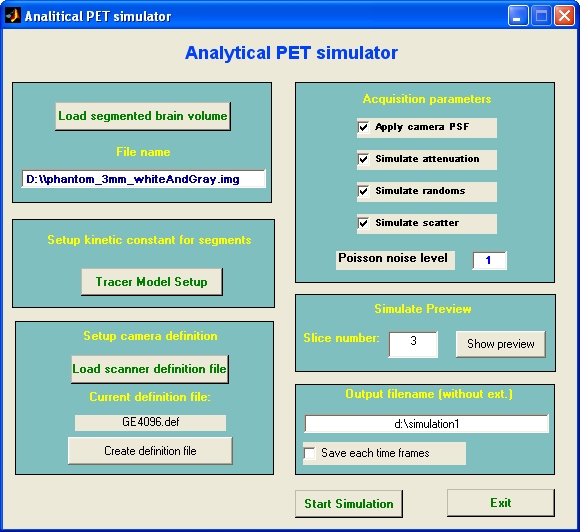 Analitical PET simulator
Analytical PET simulator
Load segmented brain volume
File name
D:\\phantom_3mm_whiteAndGray.img
Setup kinetic constant for segments
Tracer Model Setup
Setup camera definition
Load scanner definition file
Current definition file:
GE4096.def
Create definition file
Acquisition parameters
Apply camera PSF
Simulate attenuation
Simulate randoms
Simulate scatter
Poisson noise level 1
Simulate Preview
Slice number: 3 Show preview
Output filename (without ext.)
d:\simulation1
Save each time frames
Start Simulation Exit